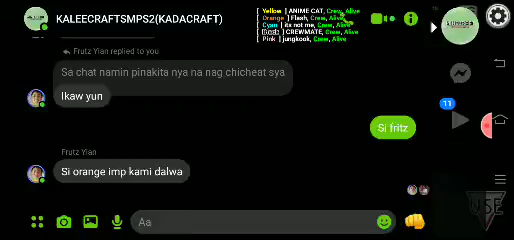 KALEECRAFTSMPS2(KADACRAFT)
[ Yellow ] ANIME CAT, Crew, Alive
[ Orange ] Flash, Crew, Alive
[ Cyan ] its not me, Crew, Alive
CREWMATE, Crew, Alive
[ Pink ] jungkook, Crew, Alive
Frutz Yian replied to you
Sa chat namin pinakita nya na nag chicheat sya
Ikaw yun
11
Si fritz
Frutz Yian
Si orange imp kami dalwa
Aa